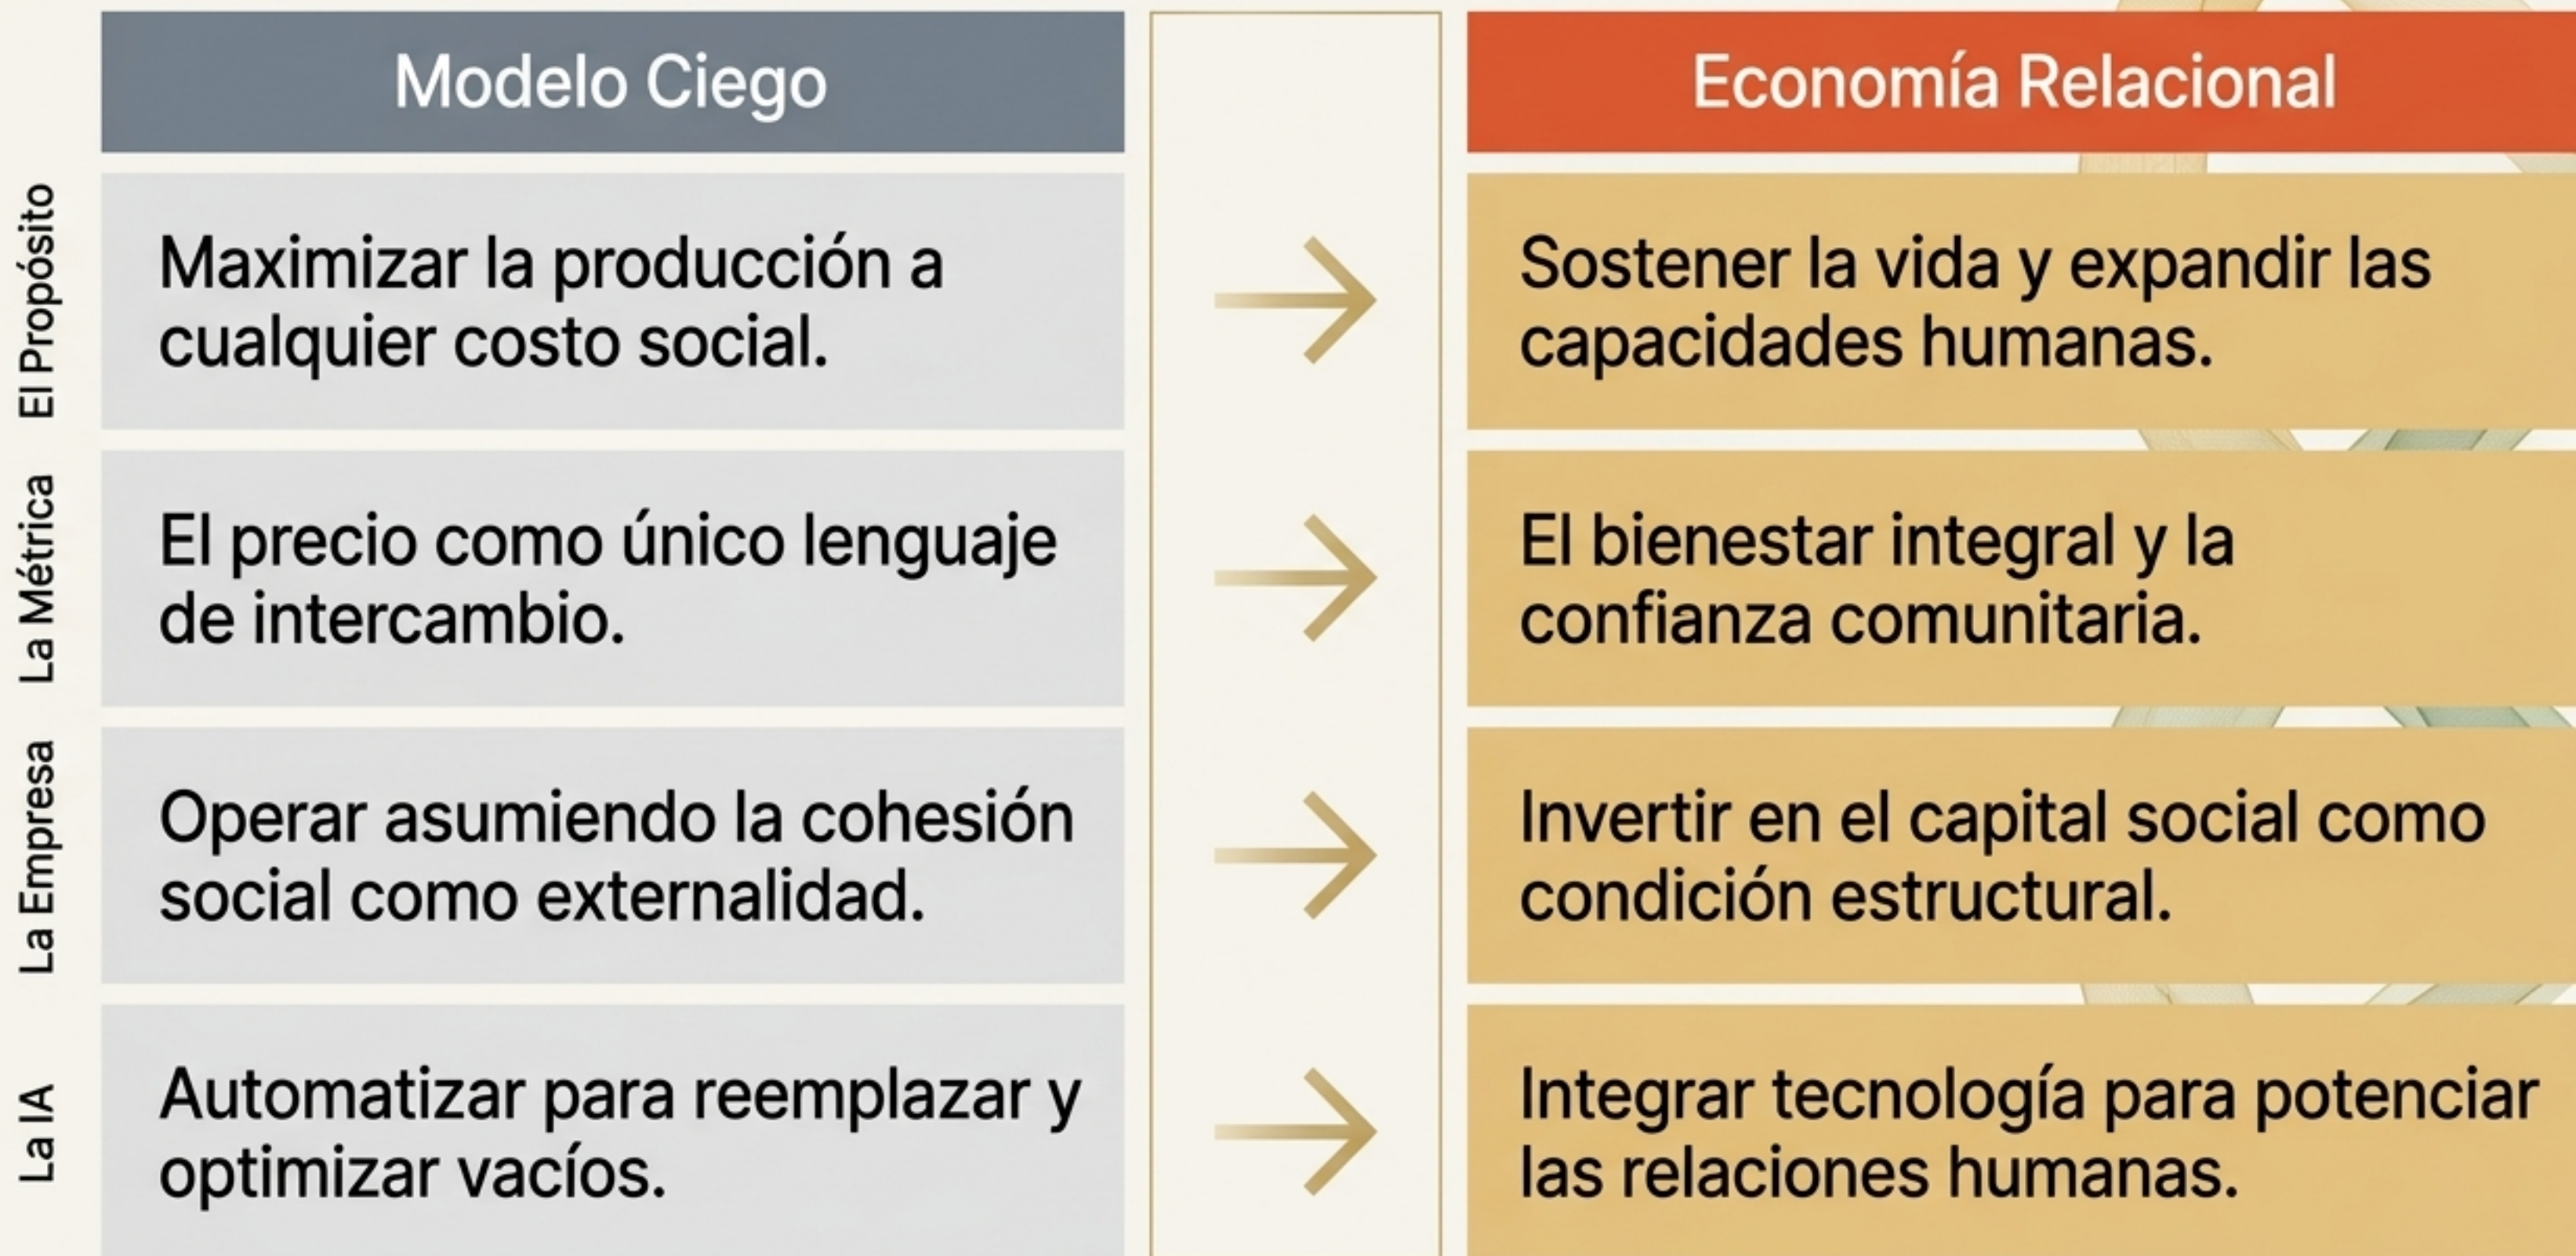 Modelo Ciego
Economía Relacional
El Propósito
Maximizar la producción a
cualquier costo social.
Sostener la vida y expandir las
capacidades humanas.
La Métrica
El precio como único lenguaje
de intercambio.
El bienestar integral y la
confianza comunitaria.
La Empresa
Operar asumiendo la cohesión
social como externalidad.
Invertir en el capital social como
condición estructural.
La IA
Automatizar para reemplazar y
optimizar vacíos.
Integrar tecnología para potenciar
las relaciones humanas.